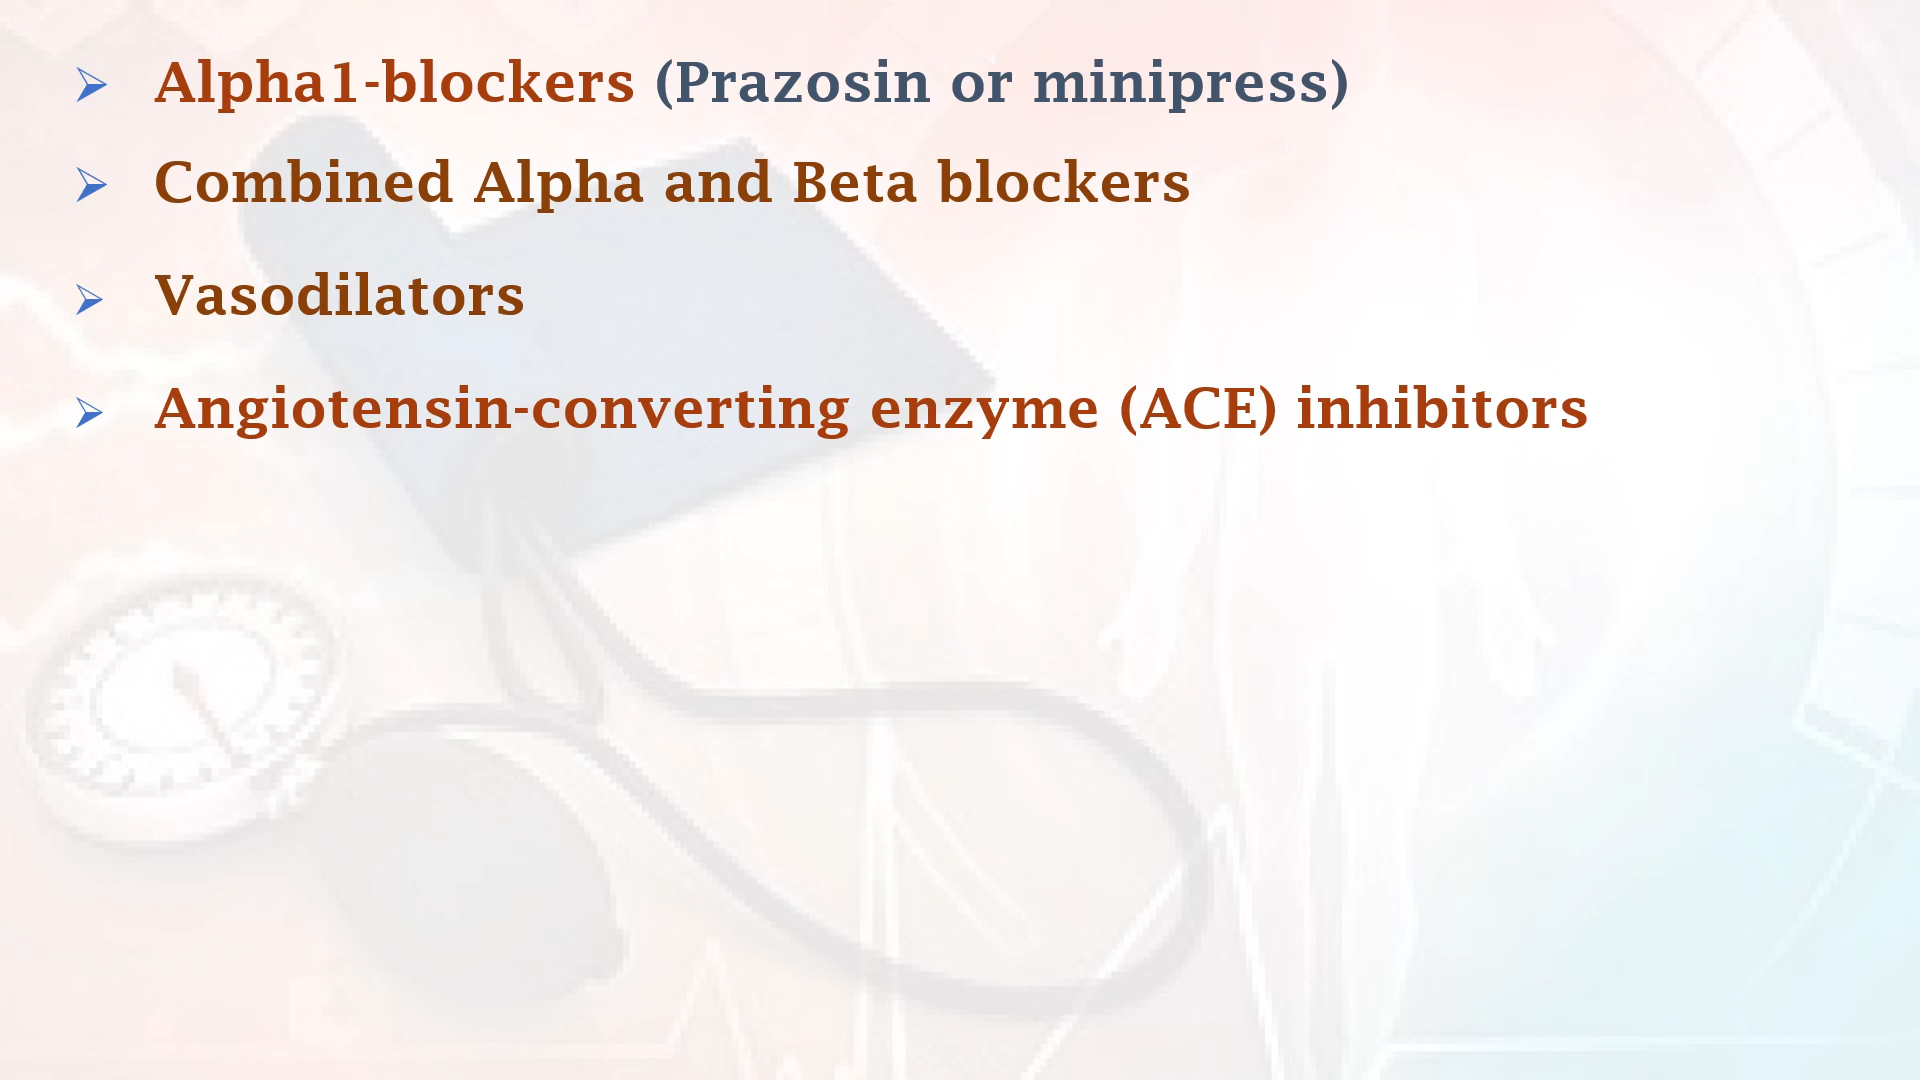 ➢ Alpha1-blockers (Prazosin or minipress)
➢ Combined Alpha and Beta blockers
➢ Vasodilators
➢ Angiotensin-converting enzyme (ACE) inhibitors